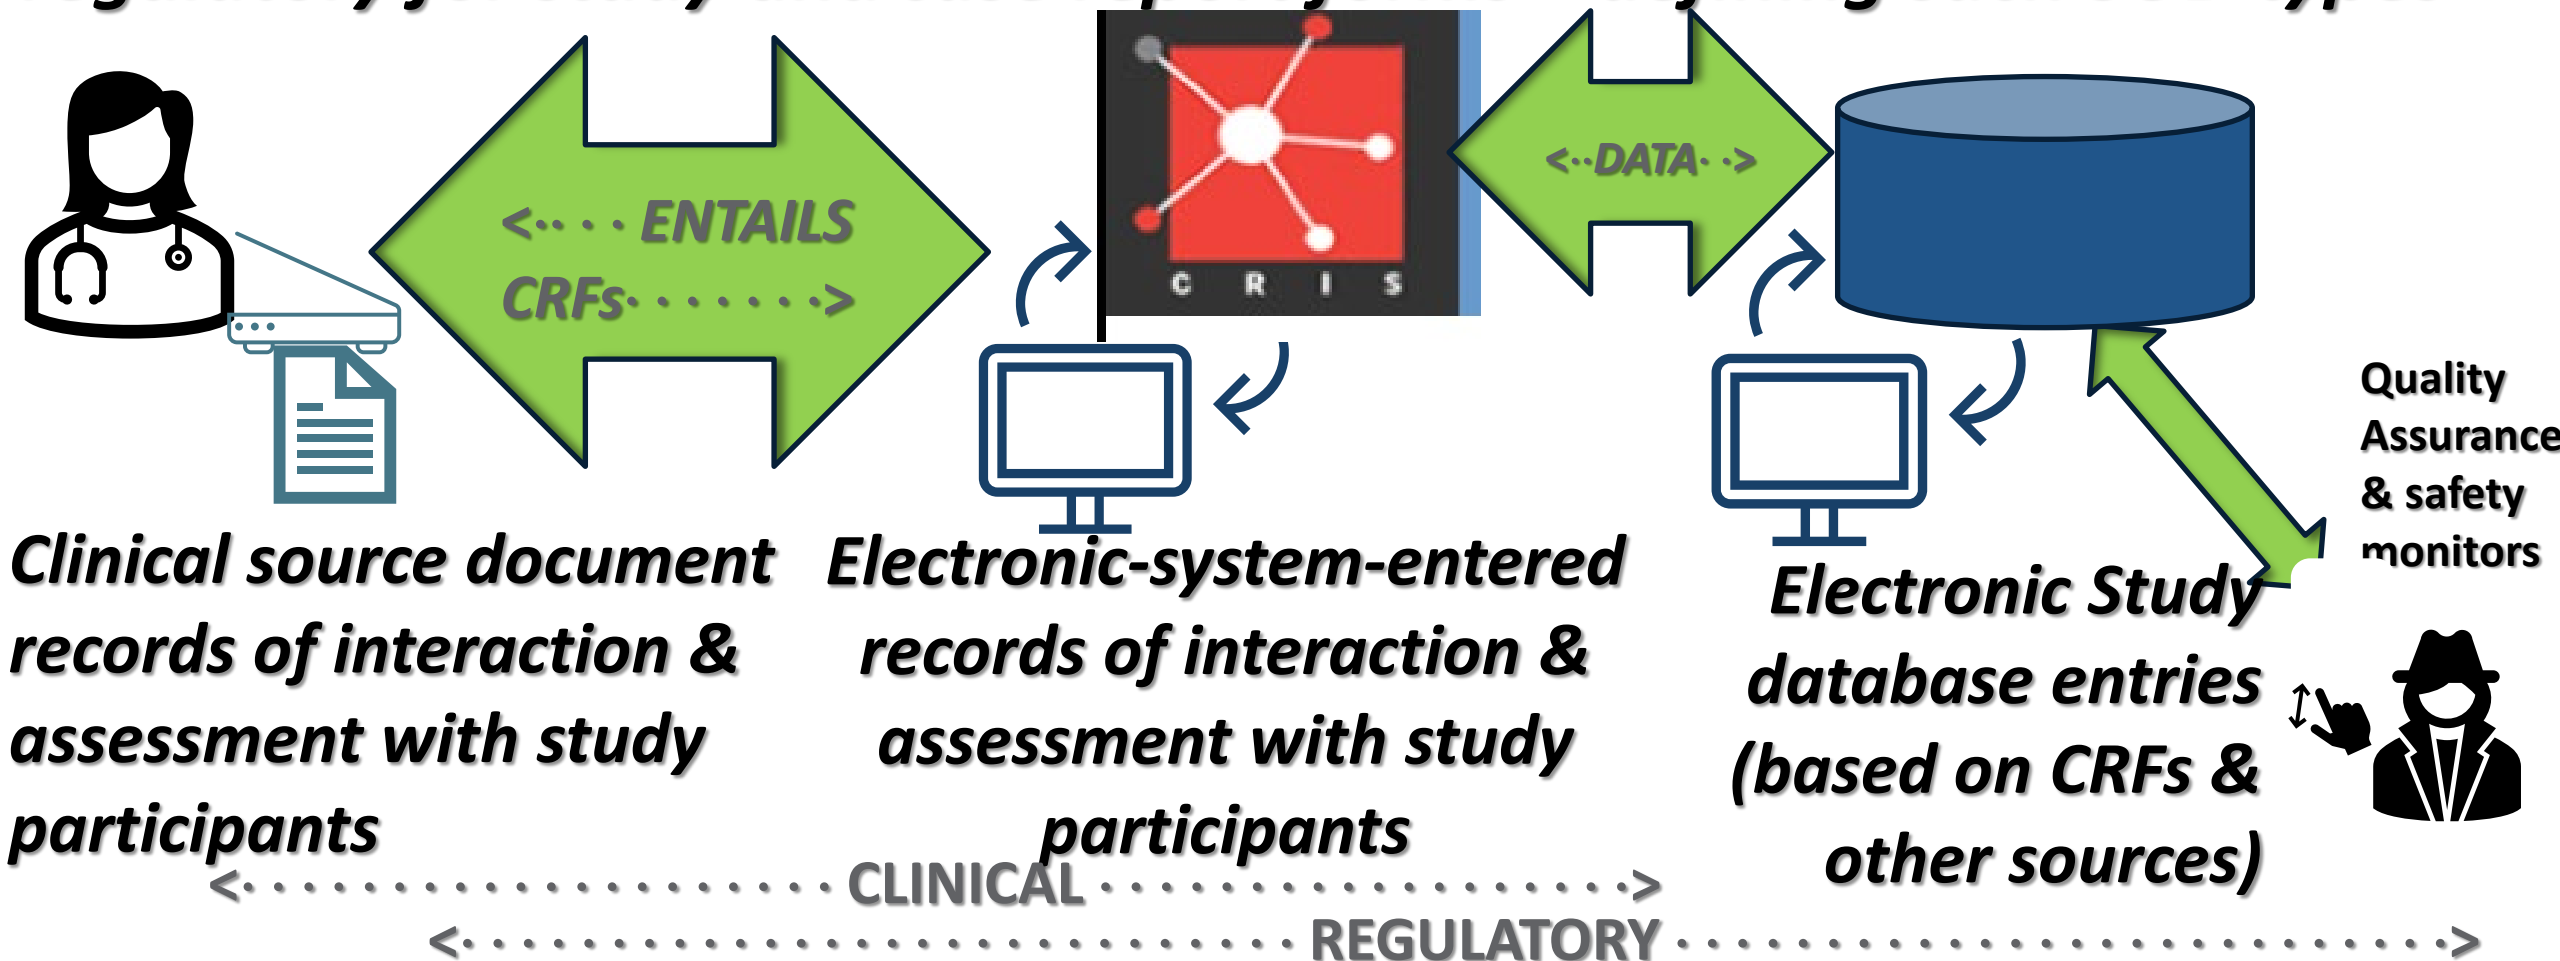 <·· · · ENTAILS
CRFs· · · · · · ·>
C R I S
<··DATA· ·>
Quality
Assurance
& safety
monitors
Clinical source document
records of interaction &
assessment with study
participants
Electronic-system-entered
records of interaction &
assessment with study
participants
Electronic Study
database entries
(based on CRFs &
other sources)
<· · · · · · · · · · · · · · · · · · · · CLINICAL · · · · · · · · · · · · · · · · · ·>
<· · · · · · · · · · · · · · · · · · · · · · · · · · · · REGULATORY · · · · · · · · · · · · · · · · · · · · · · · · · ·>